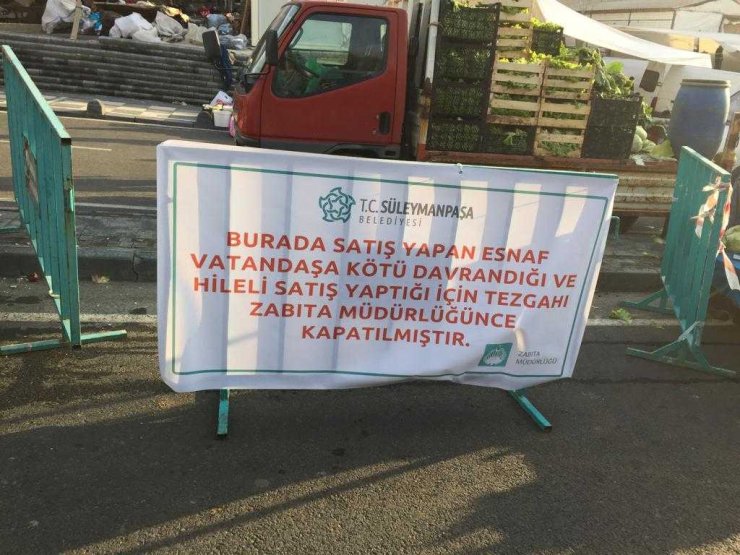 T.C. SÜLEYMANPAŞA
BELEDİYESİ
BURADA SATIŞ YAPAN ESNAF
VATANDAŞA KÖTÜ DAVRANDIĞI VE
HİLELİ SATIŞ YAPTIĞI İÇİN TEZGAHI
ZABITA MÜDÜRLÜĞÜNCE
KAPATILMIŞTIR.
ZABITA
MÜDÜRLÜĞÜ